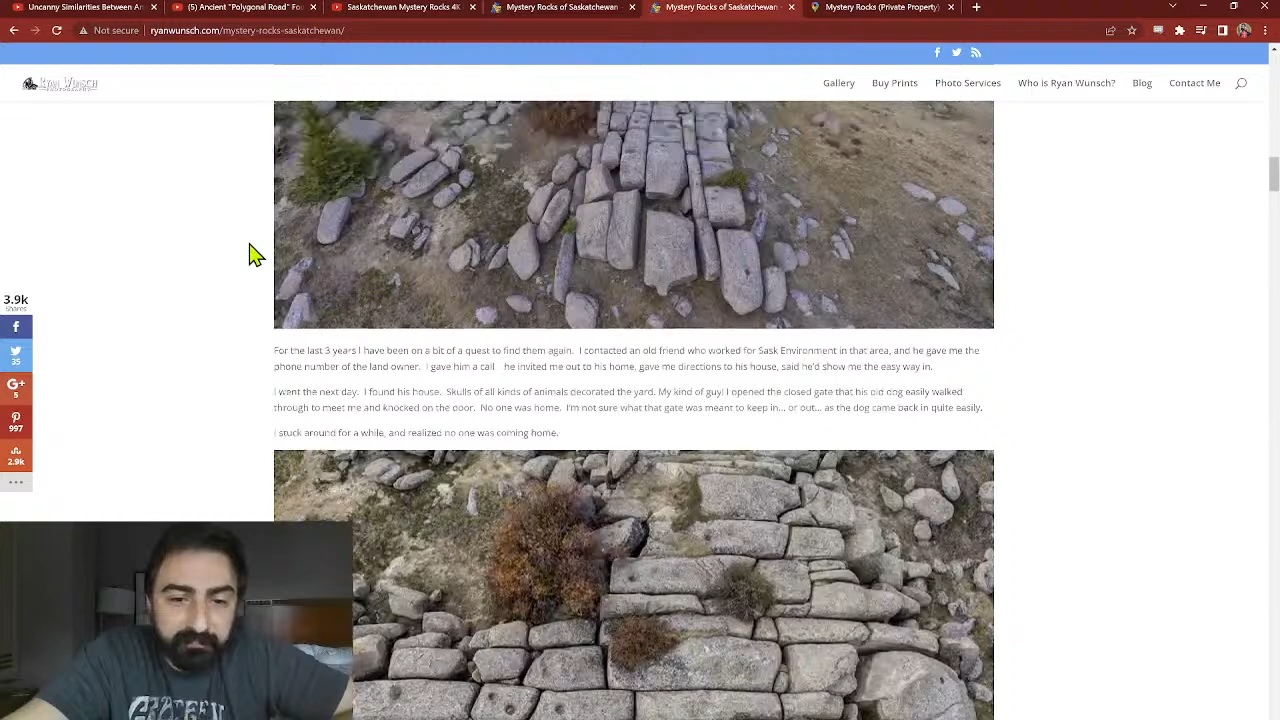 Uncanny Similarities Between An
(5) Ancient "Polygonal Road" Fou
Saskatchewan Mystery Rocks 4K
Mystery Rocks of Saskatchewan
Mystery Rocks of Saskatchewan -
Mystery Rocks (Private Property)
Not secure
ryanwunsch.com/mystery-rocks-saskatchewan/
RYAN WUNSCH
Gallery
Buy Prints
Photo Services
Who is Ryan Wunsch?
Blog
Contact Me
For the last 3 years I have been on a bit of a quest to find them again. I contacted an old friend who worked for Sask Environment in that area, and he gave me the
phone number of the land owner. I gave him a call he invited me out to his home, gave me directions to his house, said he'd show me the easy way in.
I went the next day. I found his house. Skulls of all kinds of animals decorated the yard. My kind of guy! I opened the closed gate that his old dog easily walked
through to meet me and knocked on the door. No one was home. I'm not sure what that gate was meant to keep in... or out... as the dog came back in quite easily.
I stuck around for a while, and realized no one was coming home.
3.9k
Shares
35
G+
5
997
2.9k